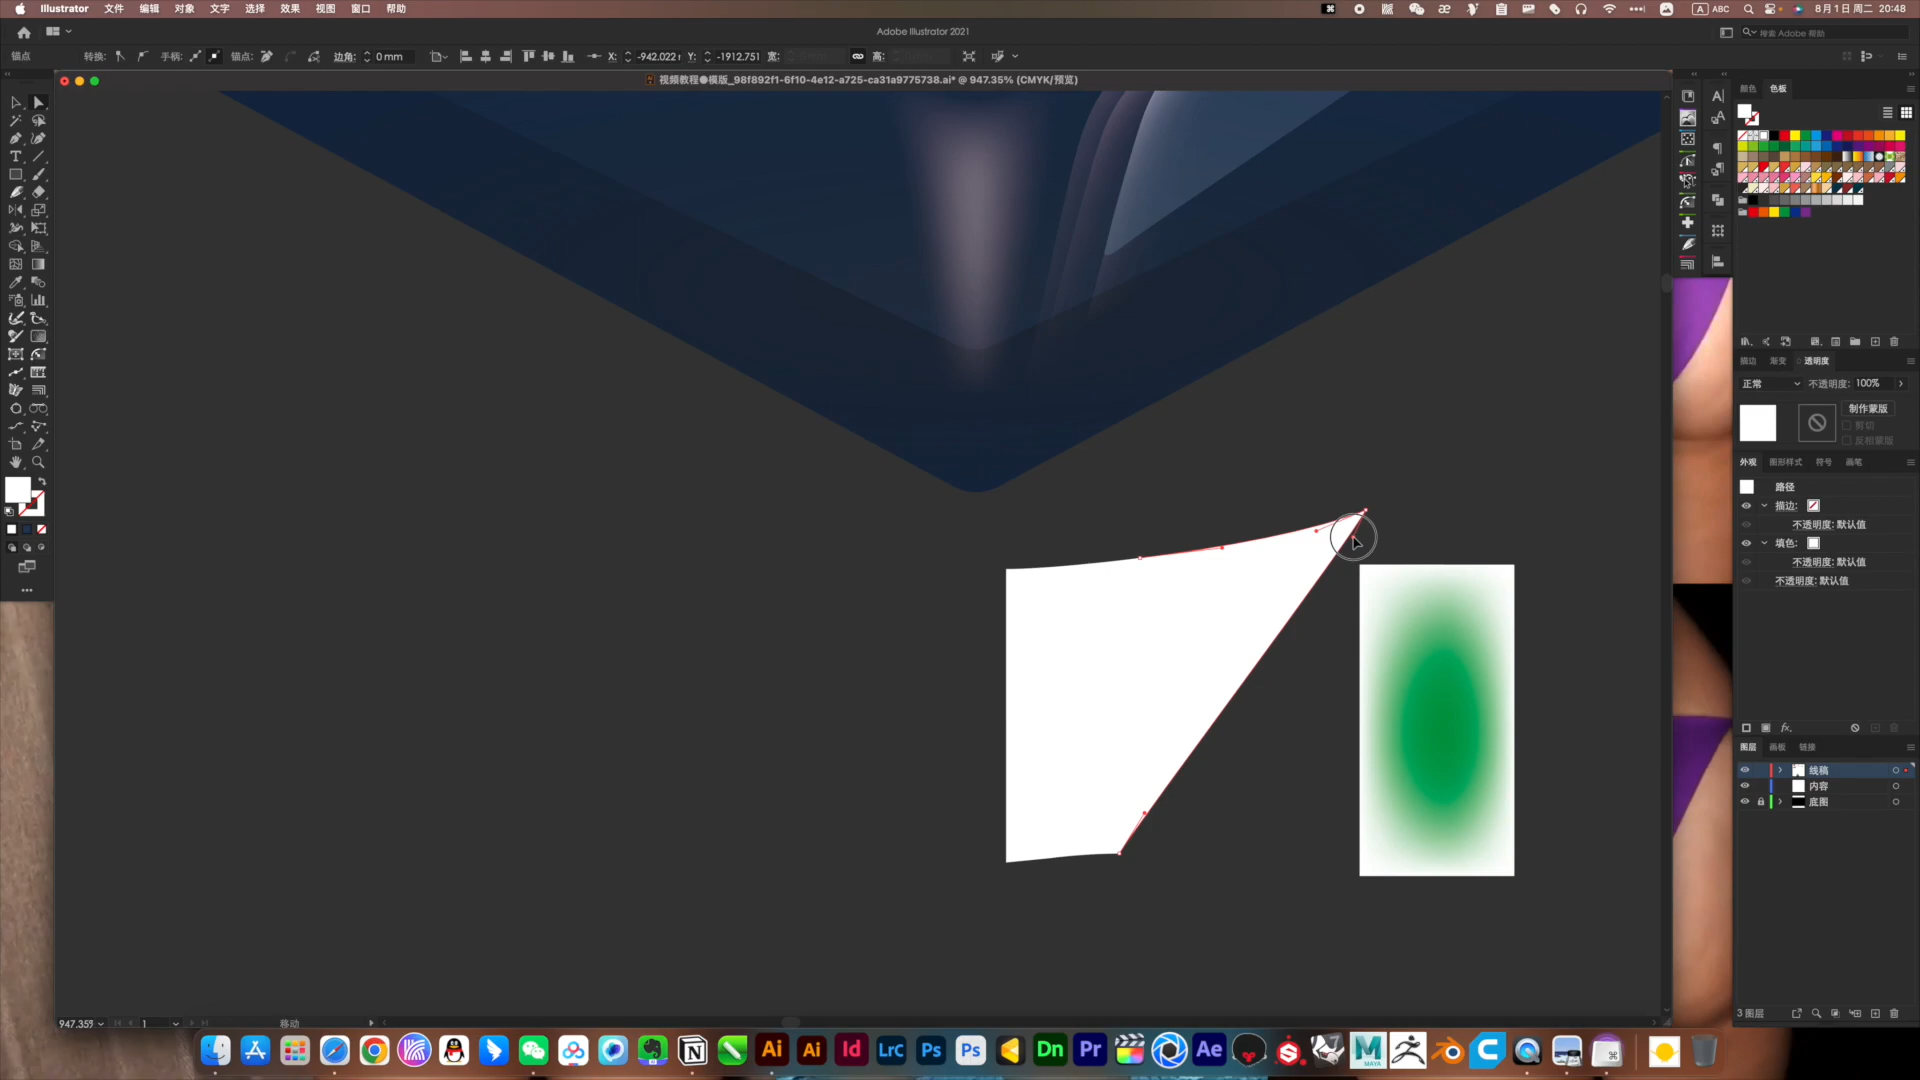 Illustrator 文件 编辑 对象 文字 选择 效果 视图 窗口 帮助
A ABC 8月1日 周二 20:48
Adobe Illustrator 2021
搜索 Adobe 帮助
锚点 转换: 手柄: 锚点: 边角: 0 mm X: -942.022 r Y: -1912.751 宽: 高:
视频教程●模版_98f892f1-6f10-4e12-a725-ca31a9775738.ai* @ 947.35% (CMYK/预览)
颜色 色板
描边 渐变 透明度
正常 不透明度: 100%
制作蒙版
剪切
反相蒙版
外观 图形样式 符号 画笔
路径
描边:
不透明度: 默认值
填色:
不透明度: 默认值
不透明度: 默认值
fx.
图层 画板 链接
线稿
内容
底图
3 图层
947.35% 1 移动
Ai Ai Id LrC Ps Ps Dn Pr Ae MAYA